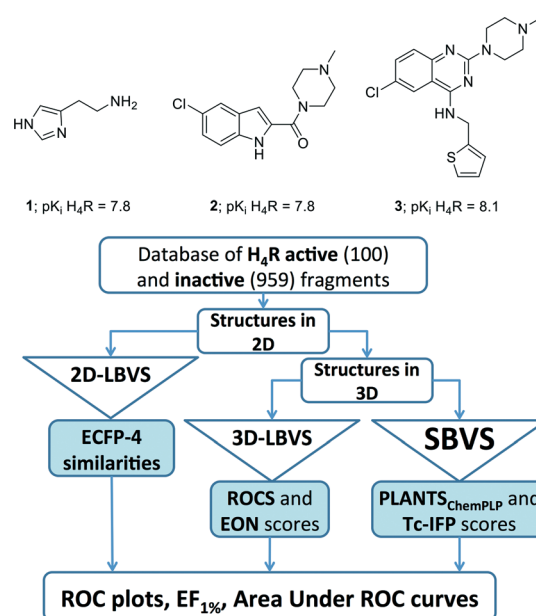 NH₂
HN
N
N
N
Cl
N
H
O
N
N
N
N
Cl
N
HN
S
1; pKᵢ H₄R = 7.8
2; pKᵢ H₄R = 7.8
3; pKᵢ H₄R = 8.1
Database of H₄R active (100)
and inactive (959) fragments
Structures in
2D
2D-LBVS
Structures in
3D
3D-LBVS
SBVS
ECFP-4
similarities
ROCS and
EON scores
PLANTS_ChemPLP and
Tc-IFP scores
ROC plots, EF₁%, Area Under ROC curves